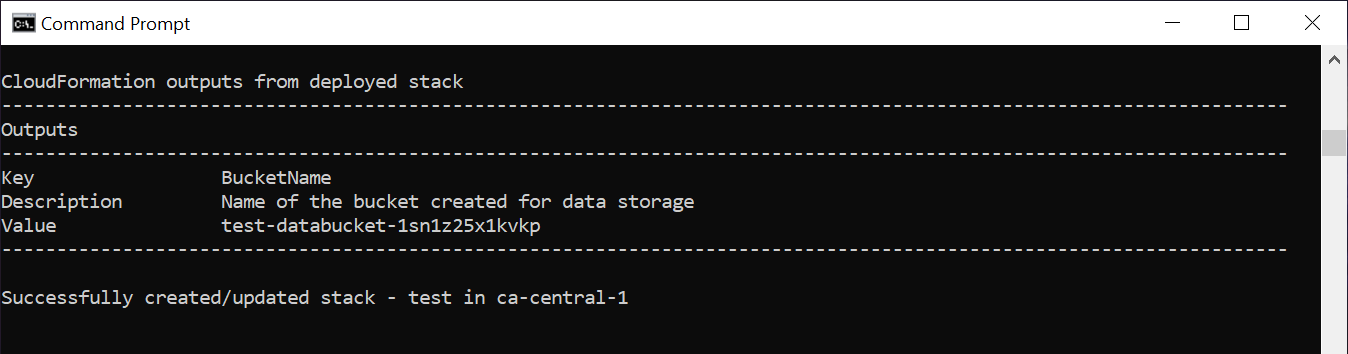 Command Prompt
CloudFormation outputs from deployed stack
---------------------------------------------------------------------------------------------------------------------
Outputs
---------------------------------------------------------------------------------------------------------------------
Key                 BucketName
Description         Name of the bucket created for data storage
Value               test-databucket-1sn1z25x1kvkp
---------------------------------------------------------------------------------------------------------------------
Successfully created/updated stack - test in ca-central-1